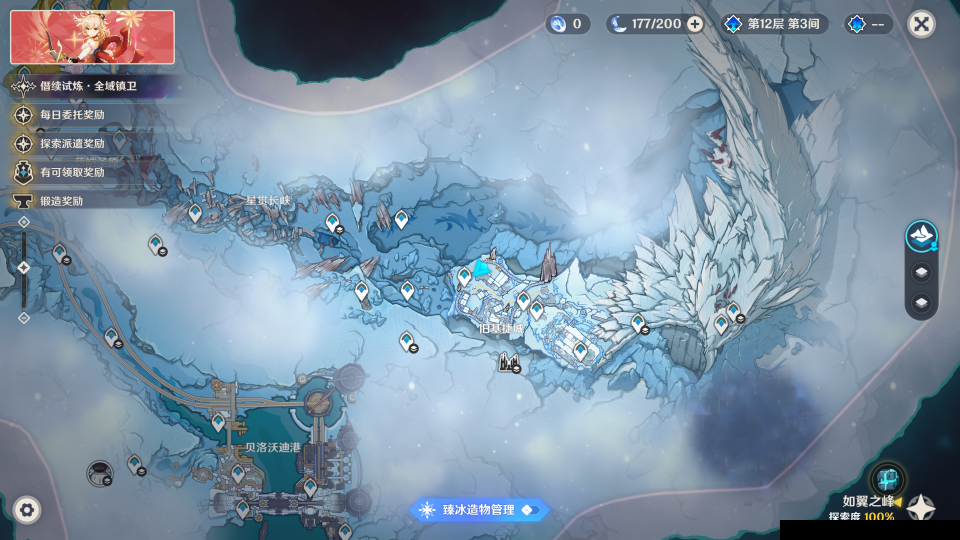 0
177/200
第12层 第3间
--
借续试炼·全域镇卫
每日委托奖励
探索派遣奖励
有可领取奖励
锻造奖励
星祟长峡
旧基捷城
贝洛沃迪港
臻冰造物管理
如翼之峰
探索度 100%